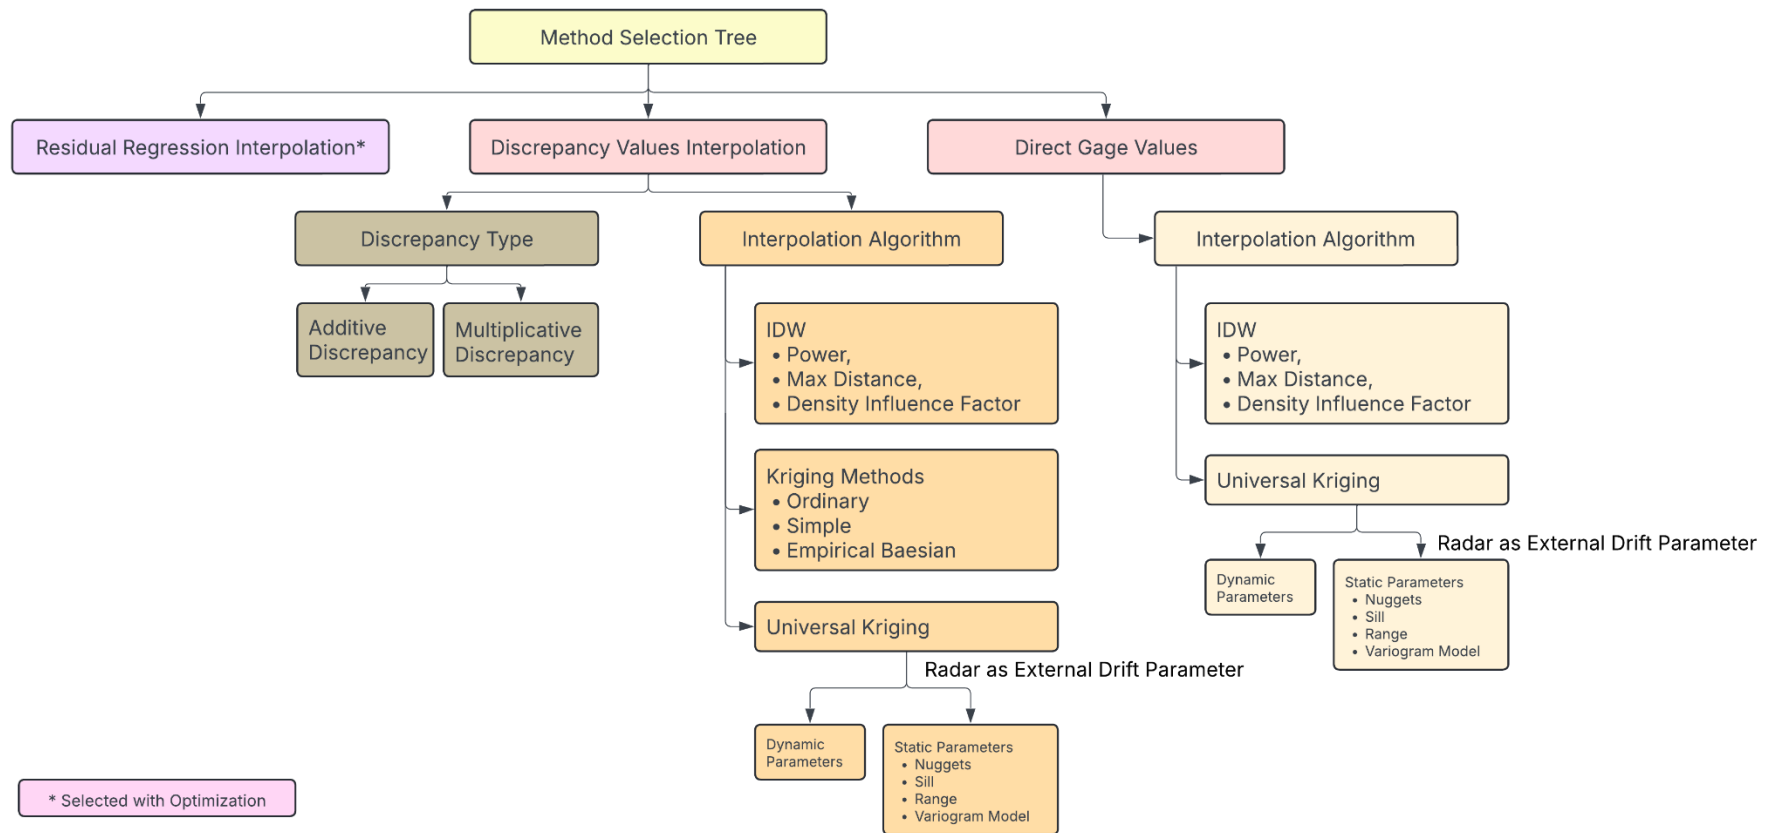 Method Selection Tree
Residual Regression Interpolation*
Discrepancy Values Interpolation
Direct Gage Values
Discrepancy Type
Interpolation Algorithm
Interpolation Algorithm
Additive
Discrepancy
Multiplicative
Discrepancy
IDW
• Power,
• Max Distance,
• Density Influence Factor
IDW
• Power,
• Max Distance,
• Density Influence Factor
Kriging Methods
• Ordinary
• Simple
• Empirical Baesian
Universal Kriging
Radar as External Drift Parameter
Dynamic
Parameters
Static Parameters
• Nuggets
• Sill
• Range
• Variogram Model
Universal Kriging
Radar as External Drift Parameter
Dynamic
Parameters
Static Parameters
• Nuggets
• Sill
• Range
• Variogram Model
* Selected with Optimization